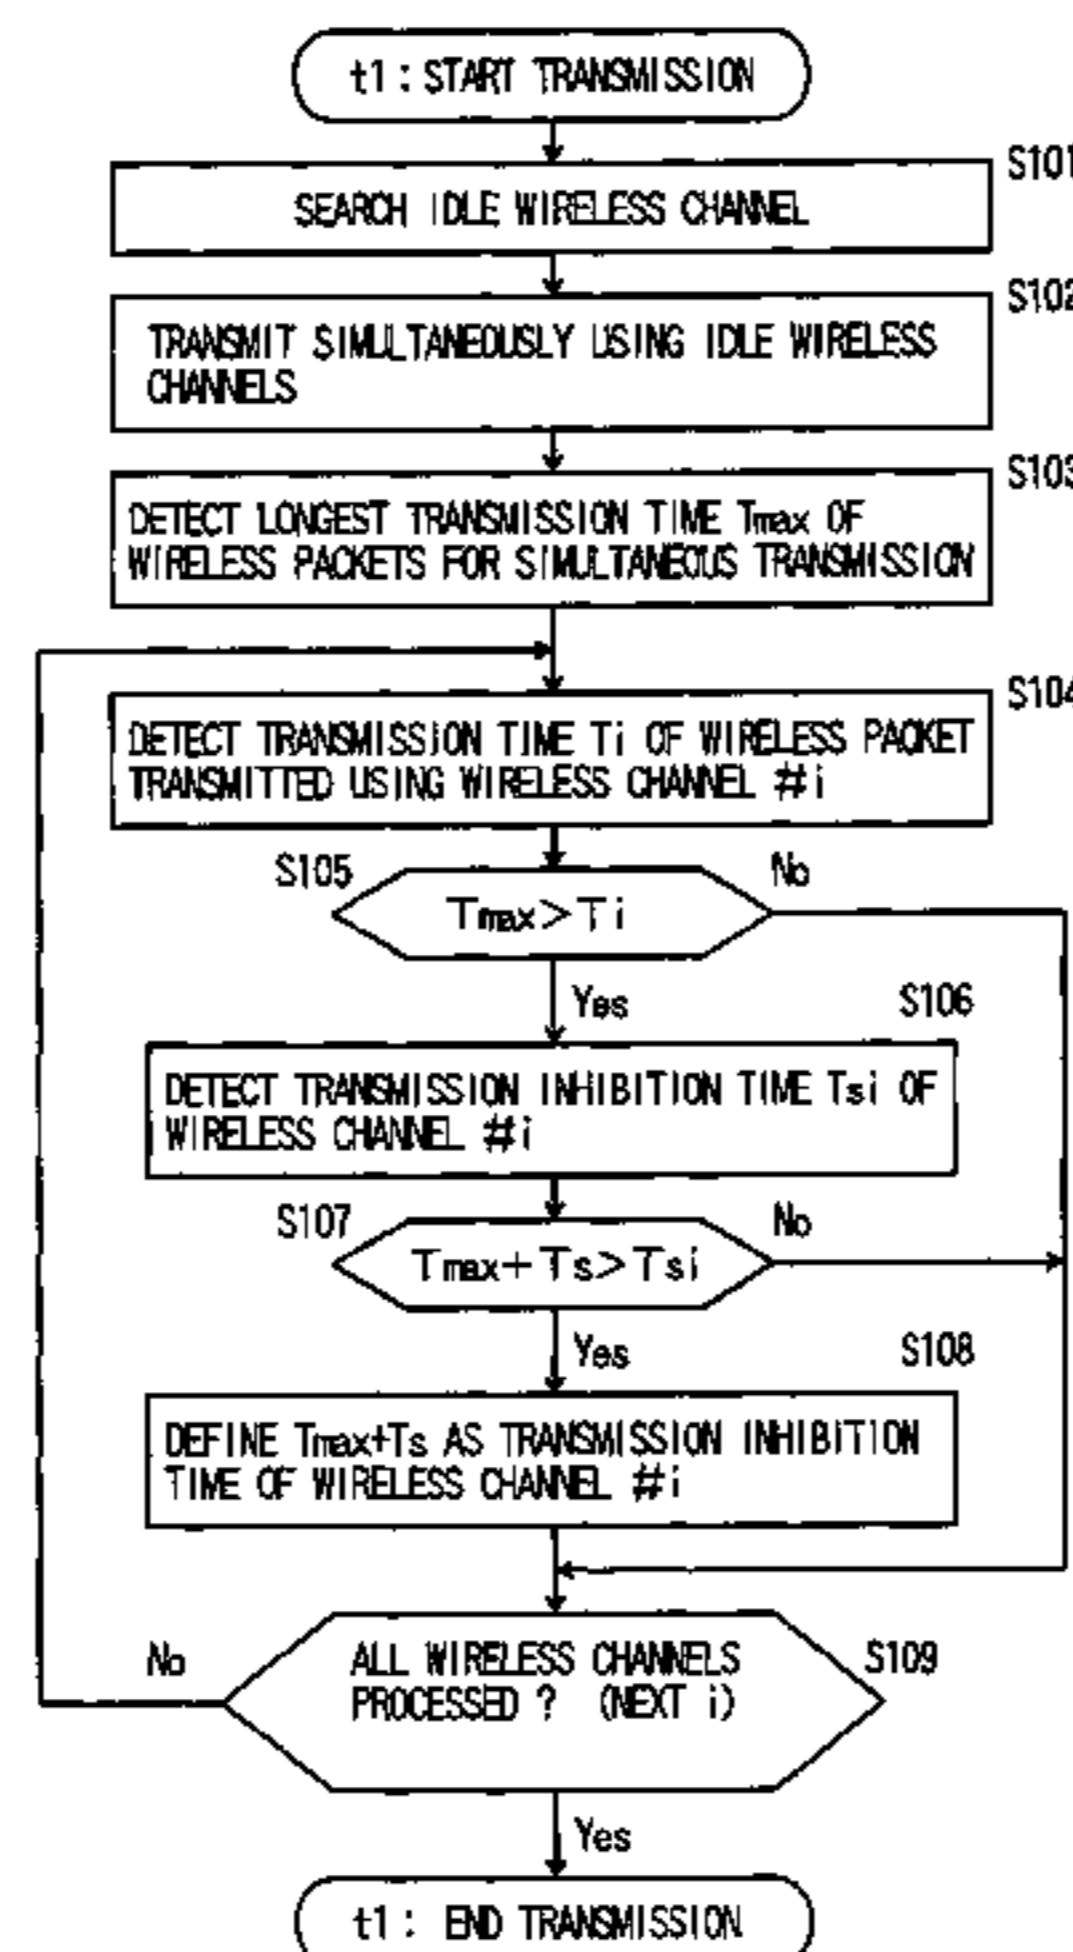 t1: START TRANSMISSION
S101
SEARCH IDLE WIRELESS CHANNEL
S102
TRANSMIT SIMULTANEOUSLY USING IDLE WIRELESS
CHANNELS
S103
DETECT LONGEST TRANSMISSION TIME Tmax OF
WIRELESS PACKETS FOR SIMULTANEOUS TRANSMISSION
S104
DETECT TRANSMISSION TIME Ti OF WIRELESS PACKET
TRANSMITTED USING WIRELESS CHANNEL #i
S105
No
Tmax>Ti
Yes
S106
DETECT TRANSMISSION INHIBITION TIME Tsi OF
WIRELESS CHANNEL #i
S107
No
Tmax+Ts>Tsi
Yes
S108
DEFINE Tmax+Ts AS TRANSMISSION INHIBITION
TIME OF WIRELESS CHANNEL #i
No
ALL WIRELESS CHANNELS
S109
PROCESSED ? (NEXT i)
Yes
t1: END TRANSMISSION